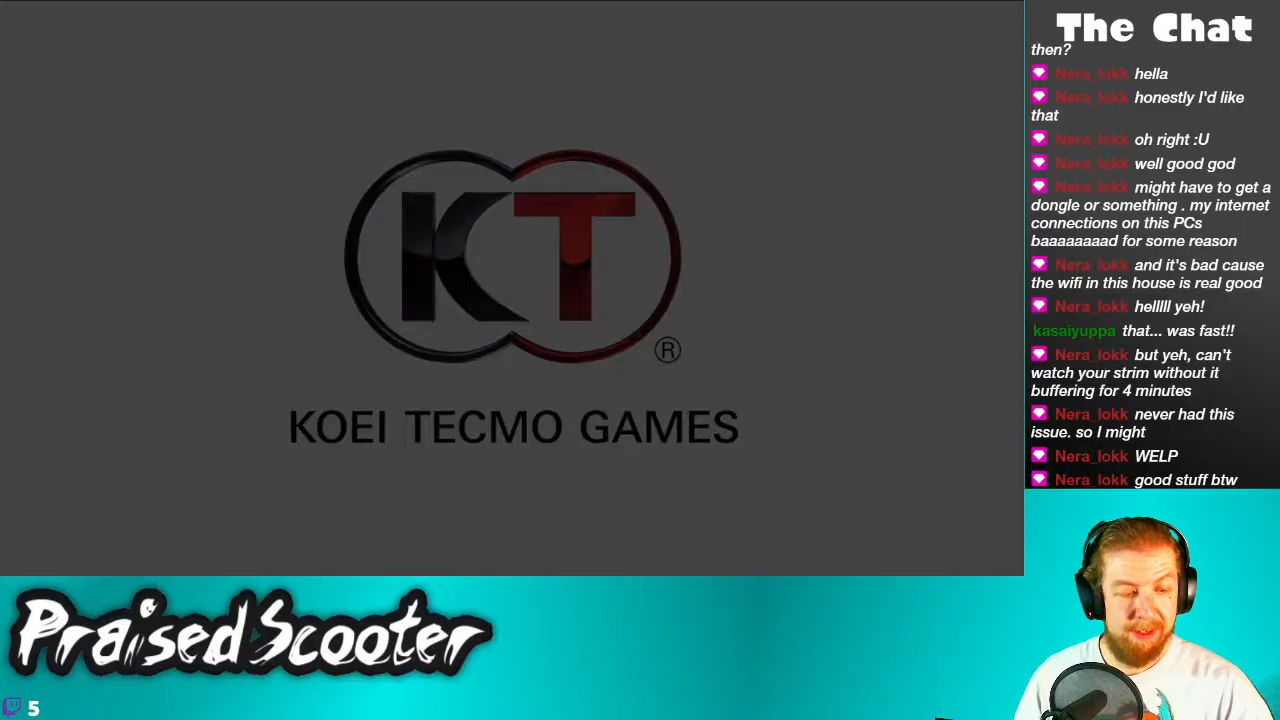 The Chat
then?
Nera_lokk hella
Nera_lokk honestly I'd like
that
Nera_lokk oh right :U
Nera_lokk well good god
Nera_lokk might have to get a
dongle or something . my internet
connections on this PCs
baaaaaaaad for some reason
Nera_lokk and it's bad cause
the wifi in this house is real good
Nera_lokk helllll yeh!
kasaiyuppa that... was fast!!
Nera_lokk but yeh, can't
watch your strim without it
buffering for 4 minutes
Nera_lokk never had this
issue. so I might
Nera_lokk WELP
Nera_lokk good stuff btw
KT
®
KOEI TECMO GAMES
PraisedScooter
5